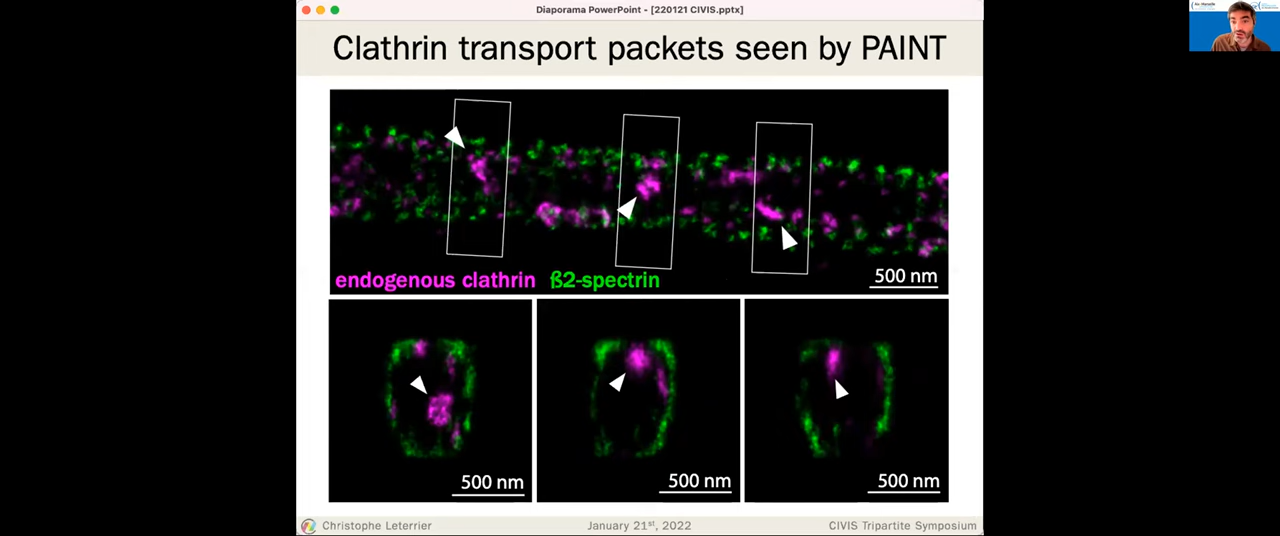 Diaporama PowerPoint - [220121 CIVIS.pptx]
Clathrin transport packets seen by PAINT
endogenous clathrin ß2-spectrin
500 nm
500 nm
500 nm
500 nm
Christophe Leterrier
January 21st, 2022
CIVIS Tripartite Symposium